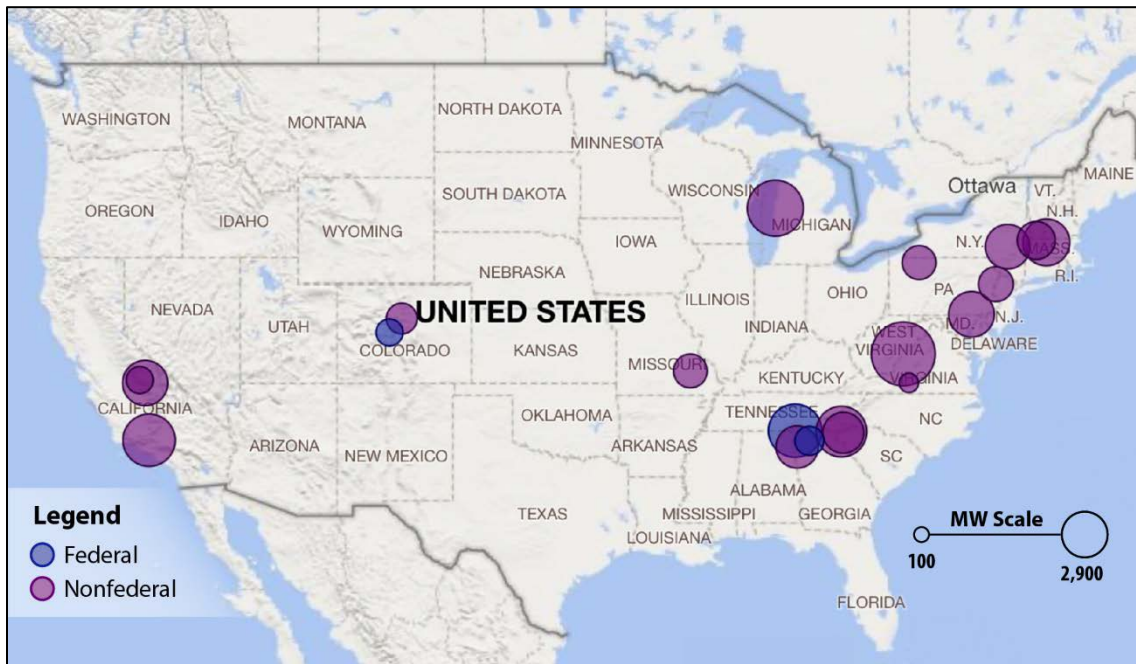 WASHINGTON
MONTANA
NORTH DAKOTA
MINNESOTA
MAINE
OREGON
IDAHO
WYOMING
SOUTH DAKOTA
WISCONSIN
MICHIGAN
Ottawa
VT.
N.H.
N.Y.
MASS.
R.I.
IOWA
NEBRASKA
NEVADA
UTAH
UNITED STATES
COLORADO
KANSAS
ILLINOIS
INDIANA
OHIO
PA
N.J.
MD.
DELAWARE
WEST
VIRGINIA
MISSOURI
KENTUCKY
VIRGINIA
CALIFORNIA
ARIZONA
NEW MEXICO
OKLAHOMA
ARKANSAS
TENNESSEE
NC
SC
TEXAS
LOUISIANA
MISSISSIPPI
ALABAMA
GEORGIA
FLORIDA
Legend
Federal
Nonfederal
MW Scale
100
2,900